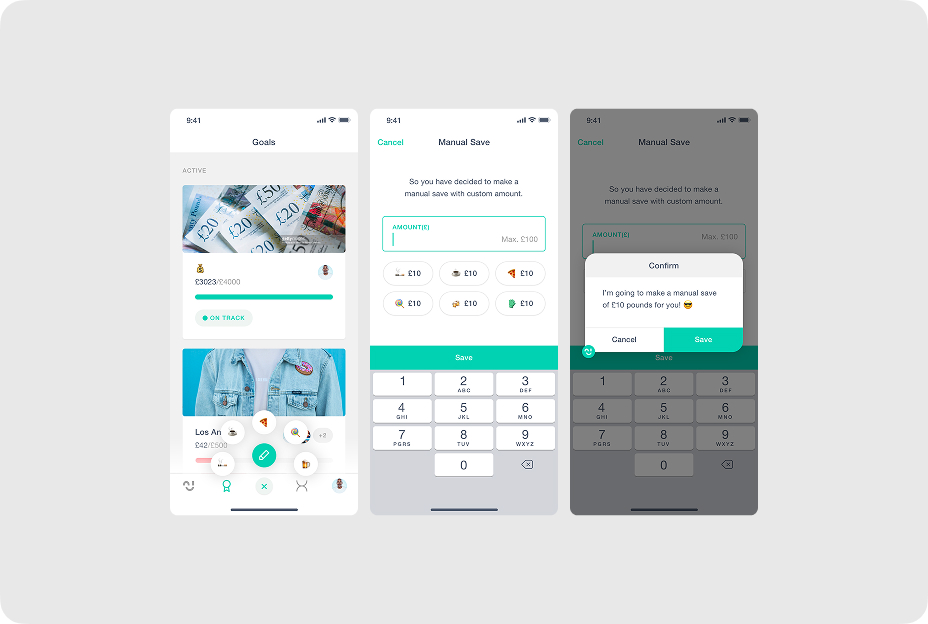 9:41
Goals
ACTIVE
£50
£20
£20
£20
£3023/£4000
ON TRACK
Los An
+2
£42/£500
9:41
Cancel
Manual Save
So you have decided to make a
manual save with custom amount.
AMOUNT(£)
Max. £100
£10
£10
£10
£10
£10
£10
Save
1
2
ABC
3
DEF
4
GHI
5
JKL
6
MNO
7
PQRS
8
TUV
9
WXYZ
0
9:41
Cancel
Manual Save
So you have decided to make a
manual save with custom amount.
AMOUNT(£)
Max. £100
Confirm
I'm going to make a manual save
of £10 pounds for you! 😎
Cancel
Save
Save
1
2
ABC
3
DEF
4
GHI
5
JKL
6
MNO
7
PQRS
8
TUV
9
WXYZ
0